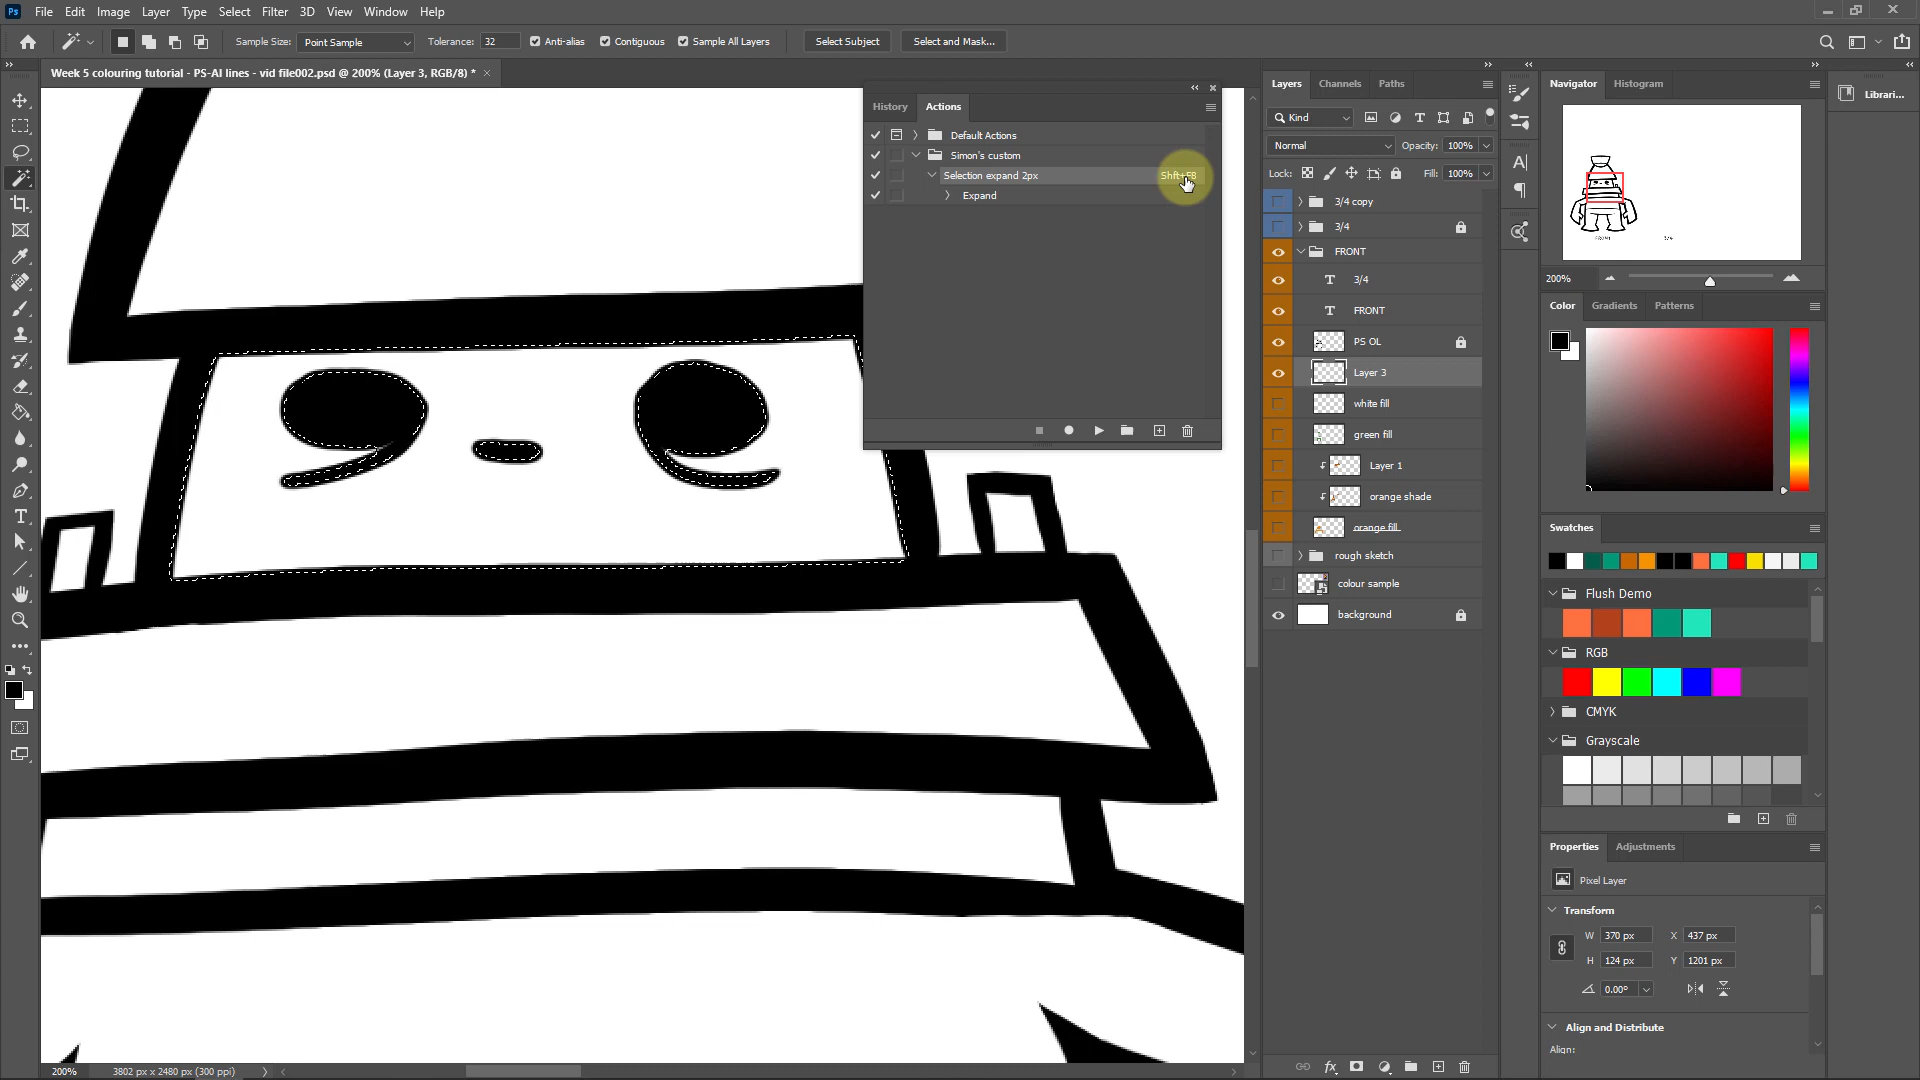 Ps File Edit Image Layer Type Select Filter 3D View Window Help
Sample Size: Point Sample Tolerance: 32 Anti-alias Contiguous Sample All Layers Select Subject Select and Mask...
Week 5 colouring tutorial - PS-AI lines - vid file002.psd @ 200% (Layer 3, RGB/8) *
History Actions
Default Actions
Simon's custom
Selection expand 2px Shft+F8
Expand
Layers Channels Paths
Kind
Normal Opacity: 100%
Lock: Fill: 100%
3/4 copy
3/4
FRONT
3/4
FRONT
PS OL
Layer 3
white fill
green fill
Layer 1
orange shade
orange fill
rough sketch
colour sample
background
Navigator Histogram
FRONT 3/4
200%
Color Gradients Patterns
Swatches
Flush Demo
RGB
CMYK
Grayscale
Properties Adjustments
Pixel Layer
Transform
W 370 px X 437 px
H 124 px Y 1201 px
0.00°
Align and Distribute
Align:
Librari...
200% 3802 px x 2480 px (300 ppi)